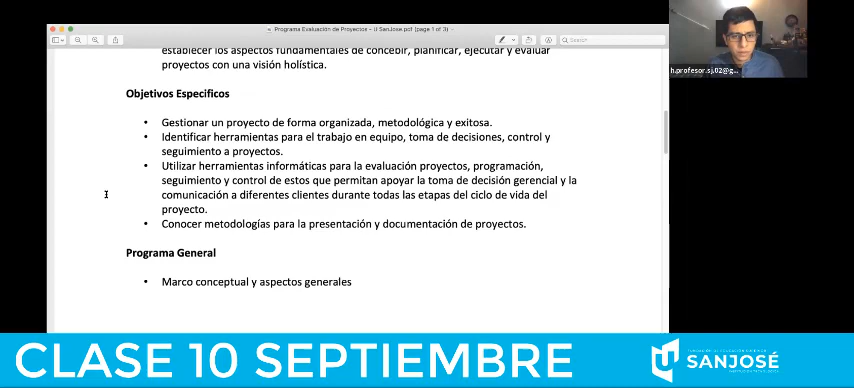 Programa Evaluación de Proyectos – U SanJose.pdf (page 1 of 3)
Search
establecer los aspectos fundamentales de concebir, planificar, ejecutar y evaluar
proyectos con una visión holística.
Objetivos Especificos
• Gestionar un proyecto de forma organizada, metodológica y exitosa.
• Identificar herramientas para el trabajo en equipo, toma de decisiones, control y
seguimiento a proyectos.
• Utilizar herramientas informáticas para la evaluación proyectos, programación,
seguimiento y control de estos que permitan apoyar la toma de decisión gerencial y la
comunicación a diferentes clientes durante todas las etapas del ciclo de vida del
proyecto.
• Conocer metodologías para la presentación y documentación de proyectos.
Programa General
• Marco conceptual y aspectos generales
h.profesor.sj.02@g...
CLASE 10 SEPTIEMBRE
SANJOSÉ